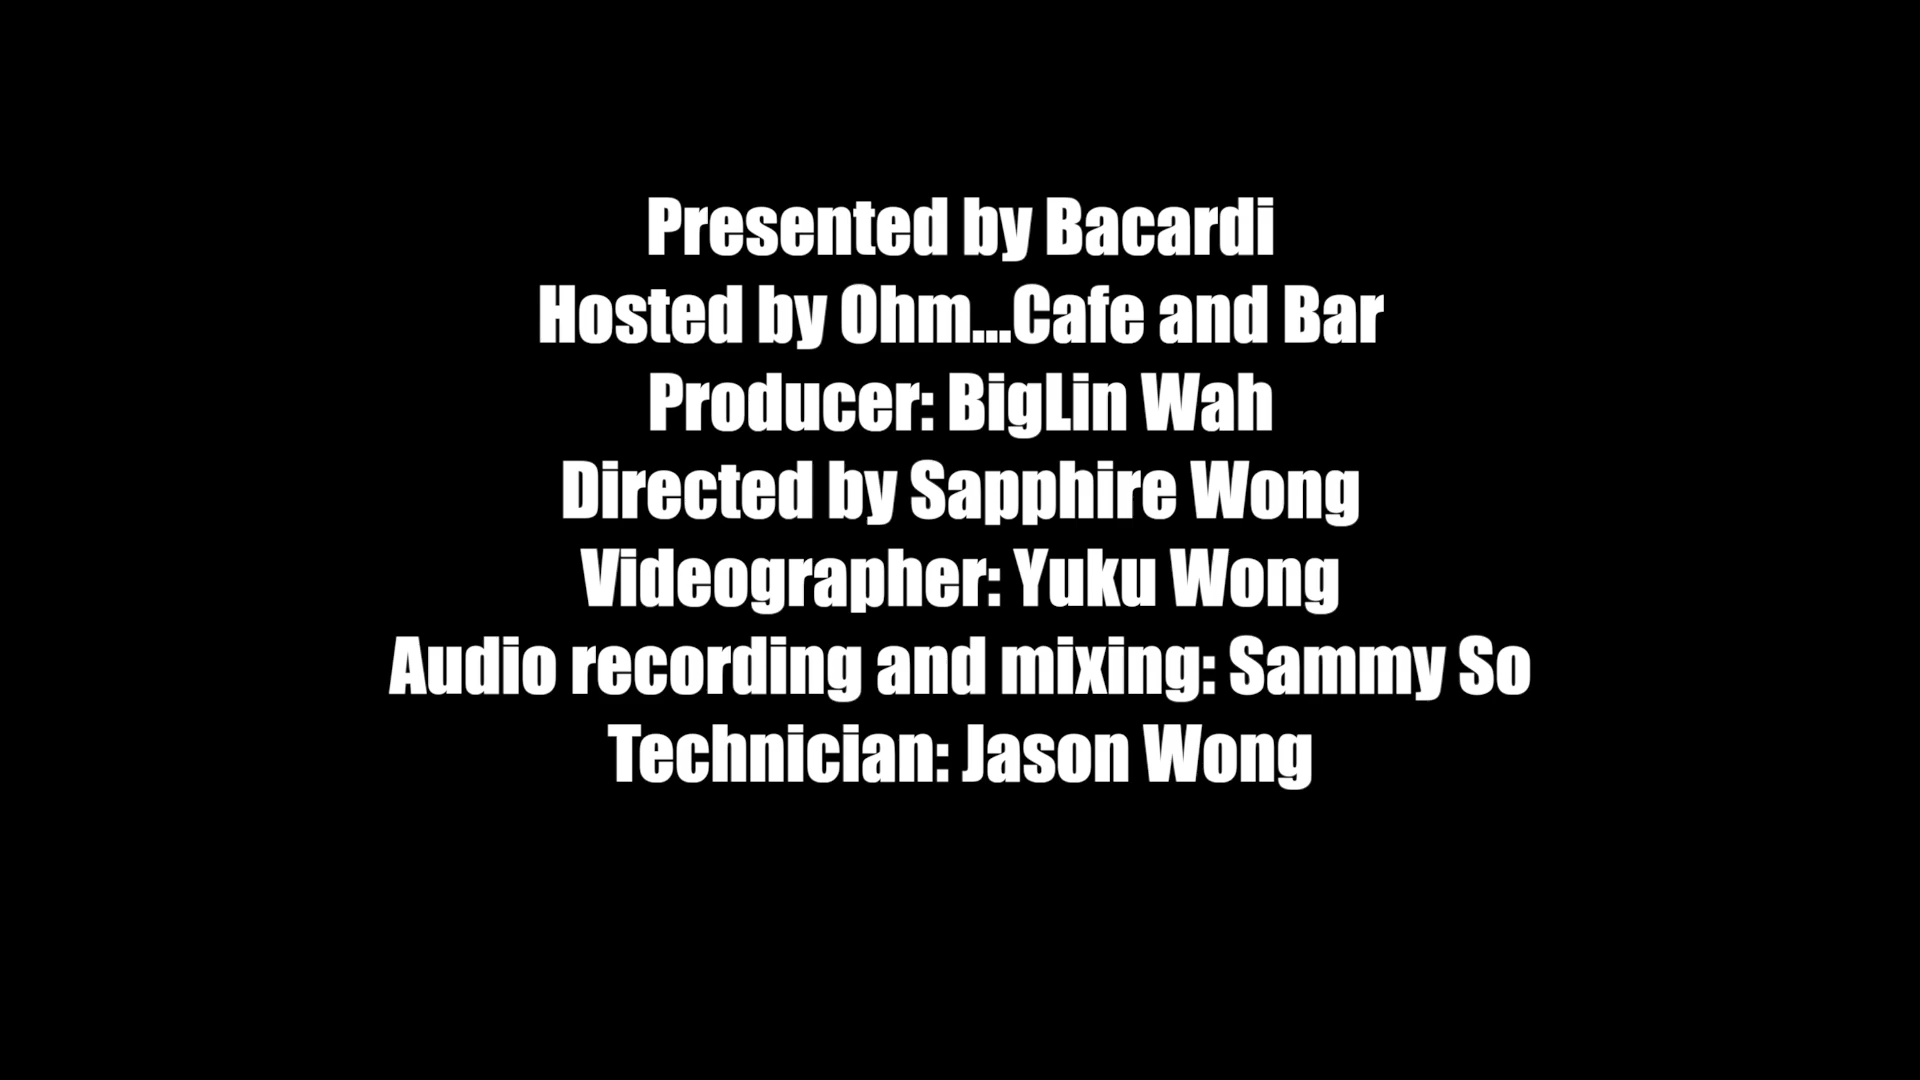 Presented by Bacardi
Hosted by Ohm...Cafe and Bar
Producer: BigLin Wah
Directed by Sapphire Wong
Videographer: Yuku Wong
Audio recording and mixing: Sammy So
Technician: Jason Wong